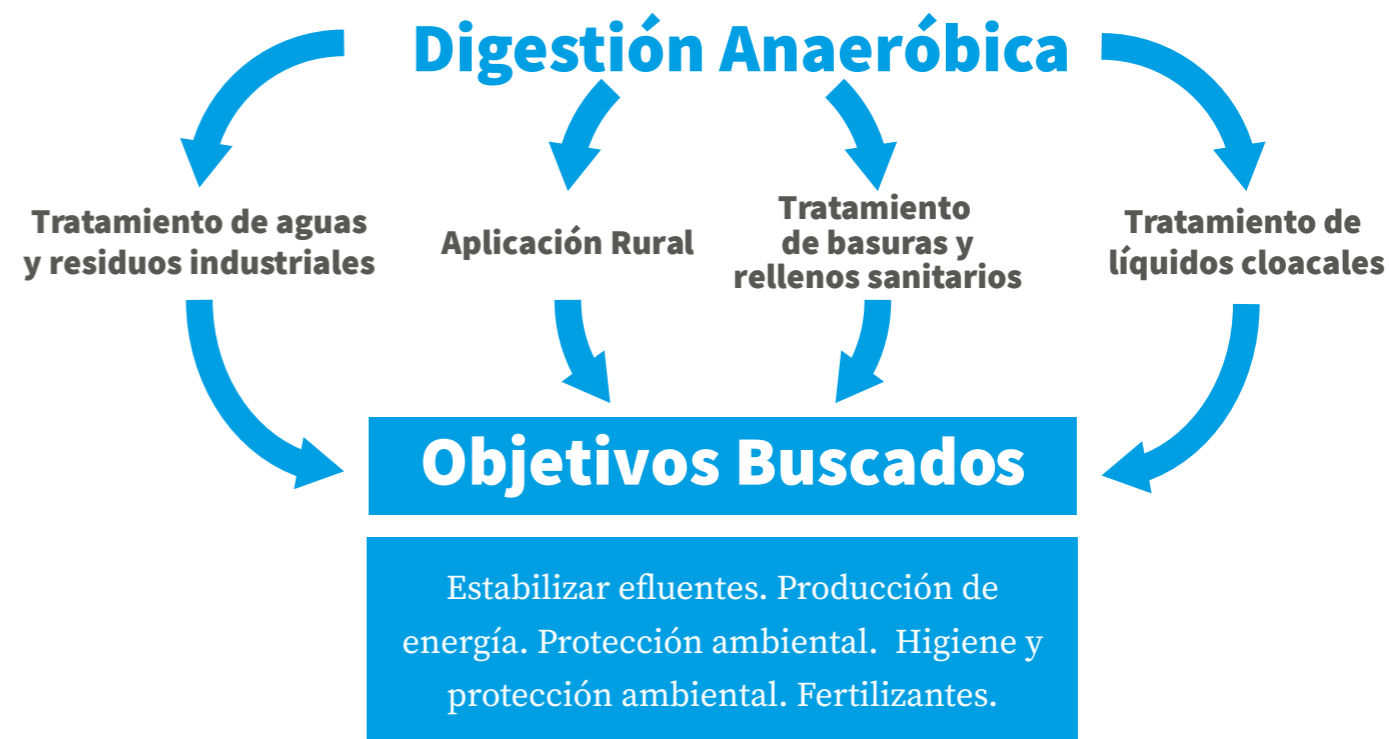 Digestión Anaeróbica
Tratamiento de aguas
y residuos industriales
Aplicación Rural
Tratamiento
de basuras y
rellenos sanitarios
Tratamiento de
líquidos cloacales
Objetivos Buscados
Estabilizar efluentes. Producción de
energía. Protección ambiental.  Higiene y
protección ambiental. Fertilizantes.